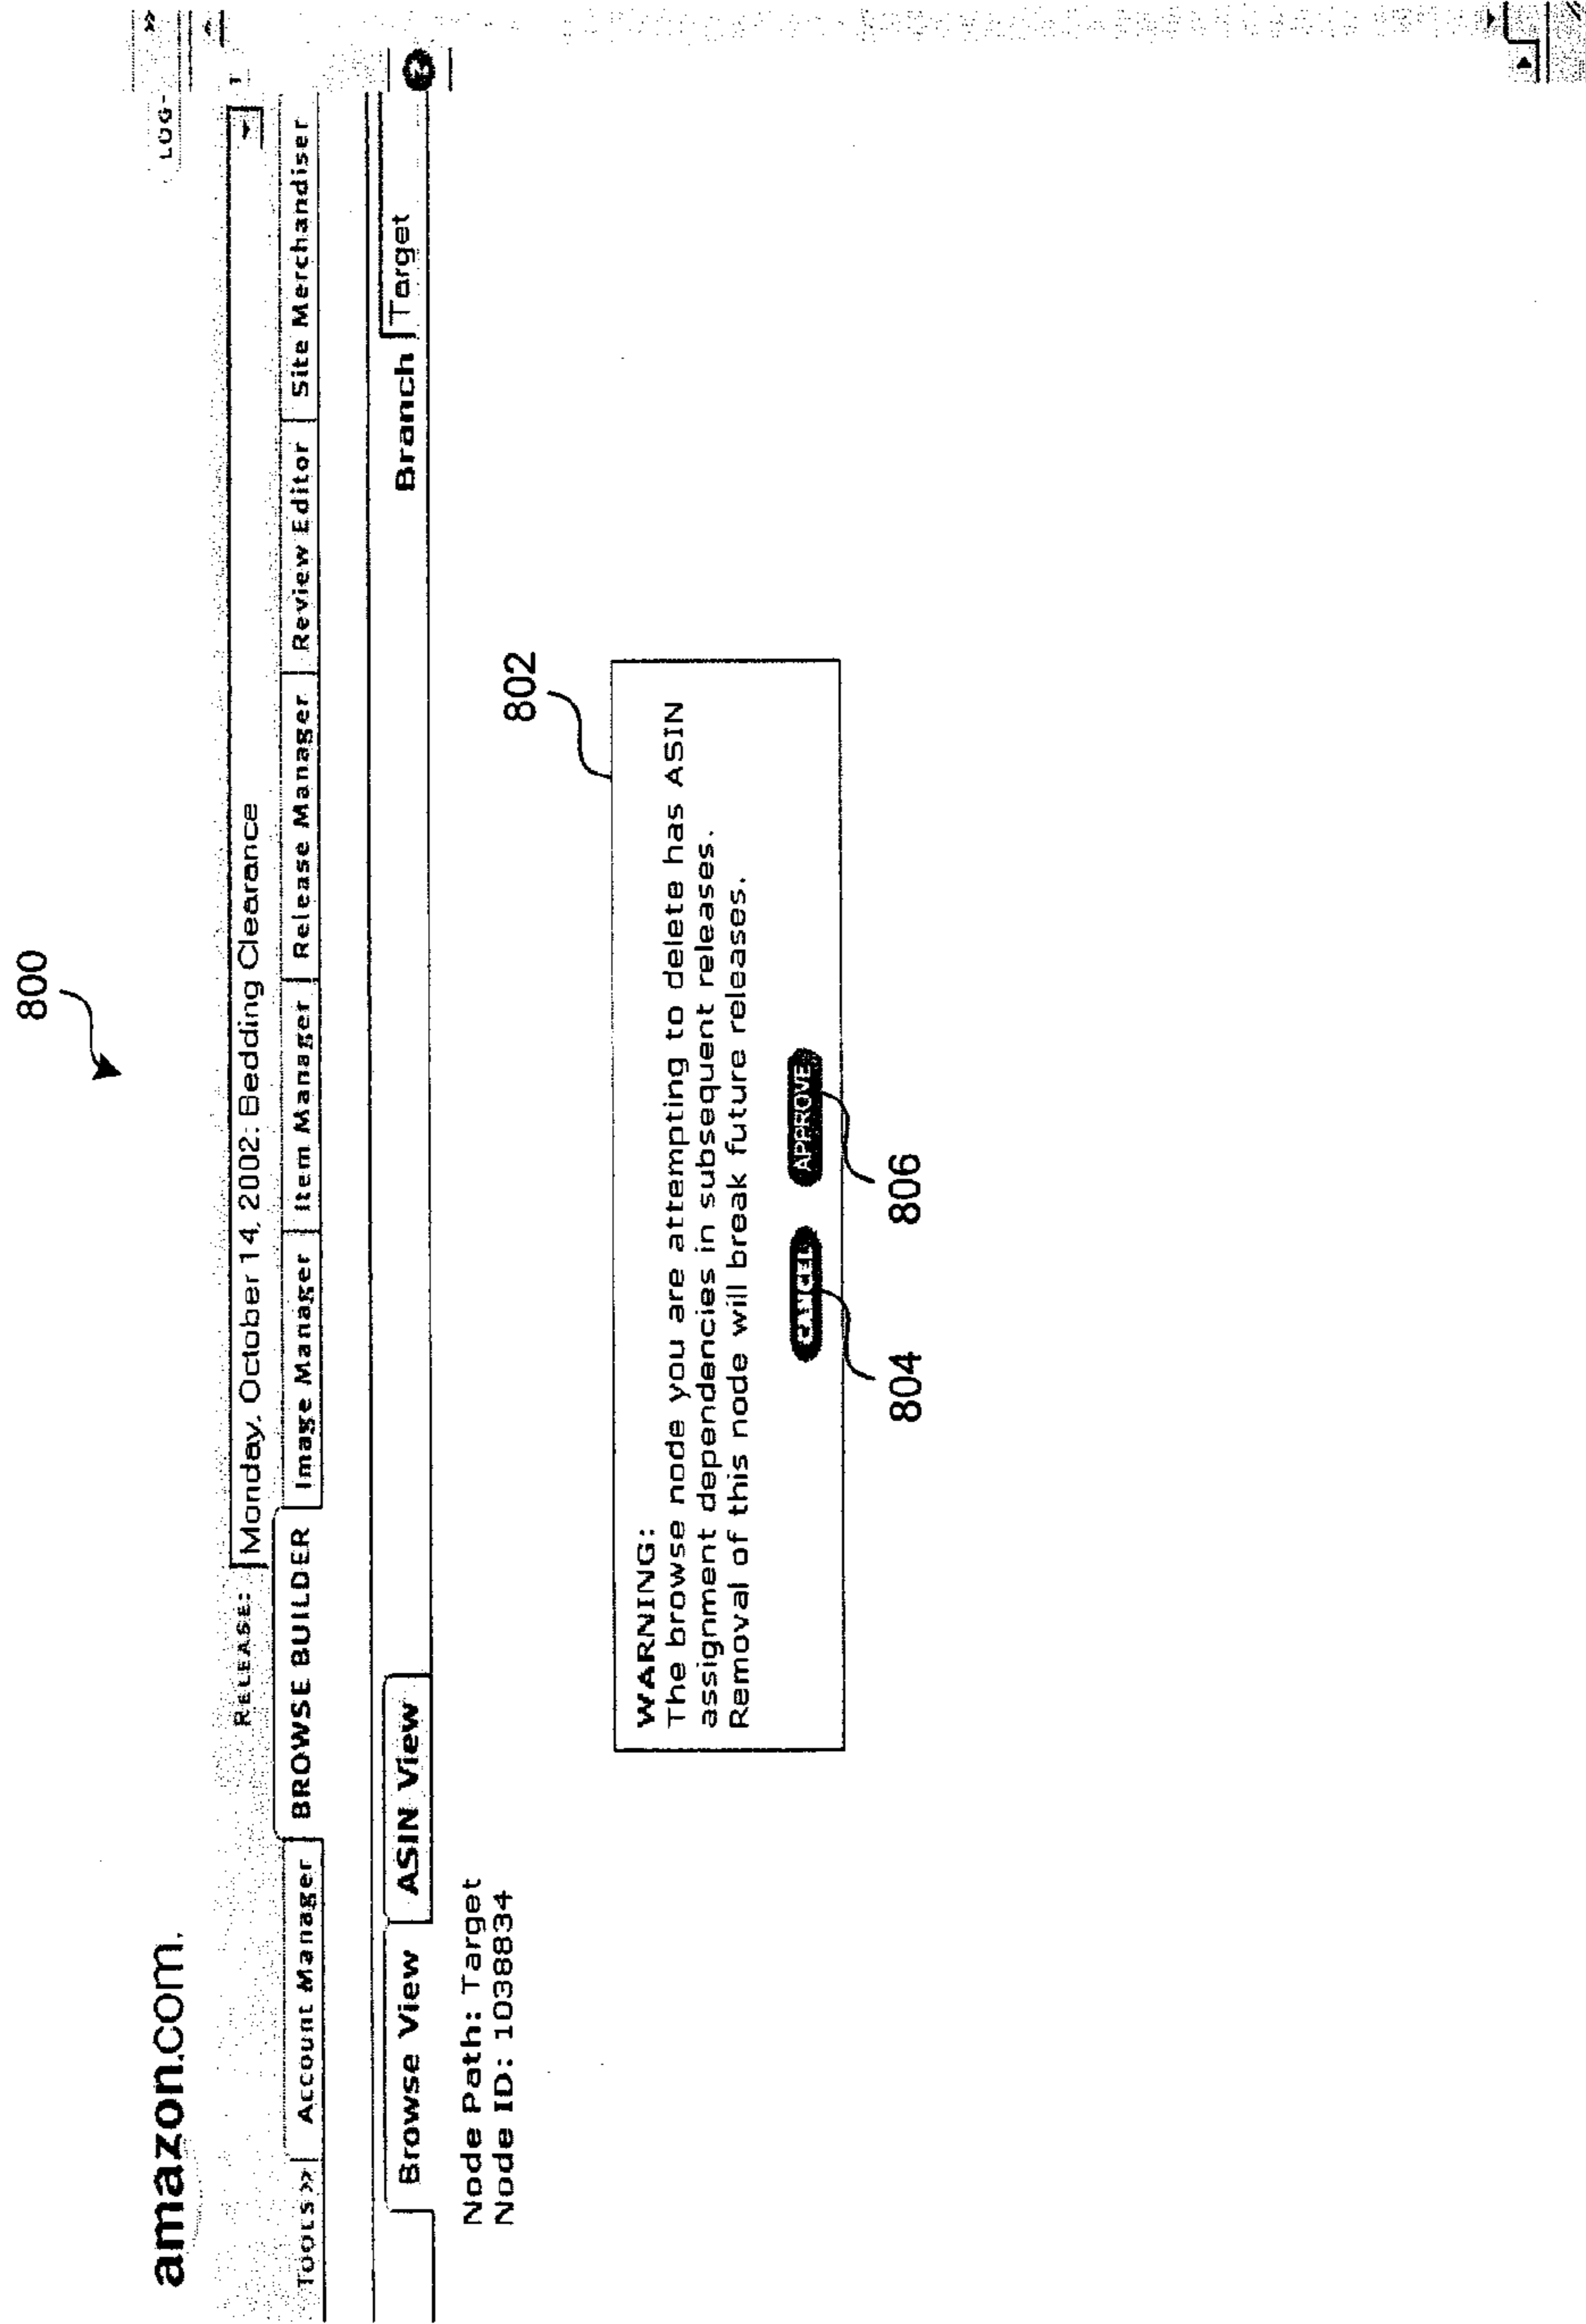 800
amazon.com.
LOG-
RELEASE: Monday, October 14, 2002: Bedding Clearance
TOOLS >> Account Manager BROWSE BUILDER Image Manager Item Manager Release Manager Review Editor Site Merchandiser
Browse View ASIN View Branch Target ?
Node Path: Target
Node ID: 1038834
802
WARNING:
The browse node you are attempting to delete has ASIN
assignment dependencies in subsequent releases.
Removal of this node will break future releases.
CANCEL APPROVE
804 806